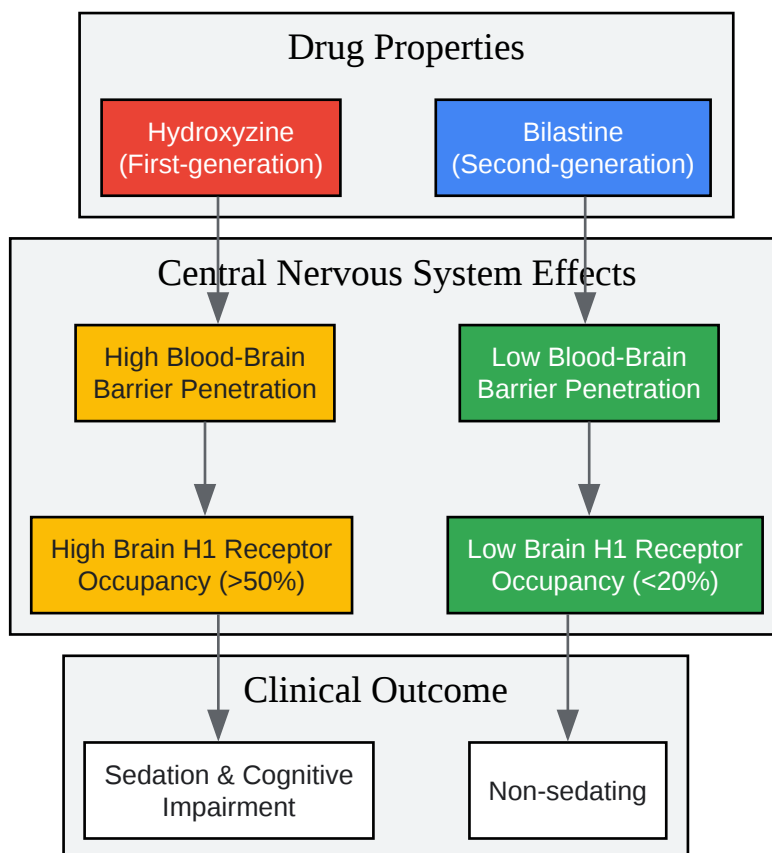 Drug Properties
Hydroxyzine
(First-generation)
Bilastine
(Second-generation)
Central Nervous System Effects
High Blood-Brain
Barrier Penetration
Low Blood-Brain
Barrier Penetration
High Brain H1 Receptor
Occupancy (>50%)
Low Brain H1 Receptor
Occupancy (<20%)
Clinical Outcome
Sedation & Cognitive
Impairment
Non-sedating